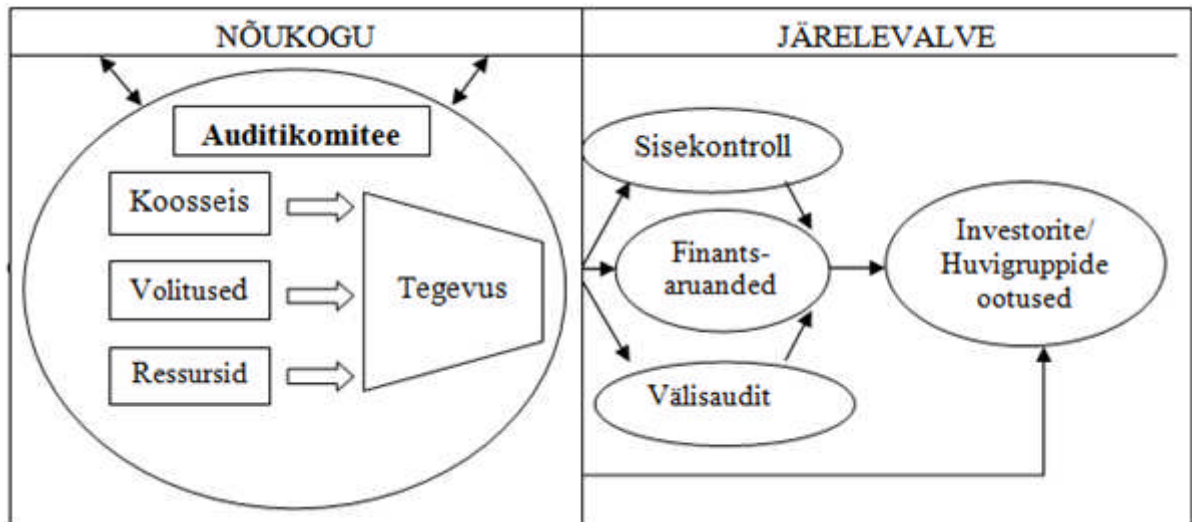 NÕUKOGU
JÄRELEVALVE
Auditikomitee
Koosseis
Volitused
Ressursid
Tegevus
Sisekontroll
Finants-
aruanded
Välisaudit
Investorite/
Huvigruppide
ootused